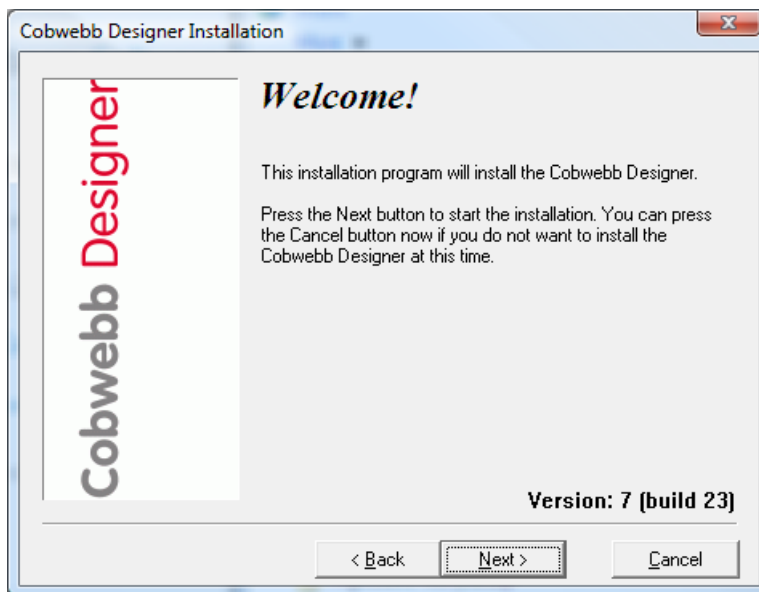 Cobwebb Designer Installation
Cobwebb Designer
Welcome!
This installation program will install the Cobwebb Designer.
Press the Next button to start the installation. You can press
the Cancel button now if you do not want to install the
Cobwebb Designer at this time.
Version: 7 (build 23)
< Back
Next >
Cancel